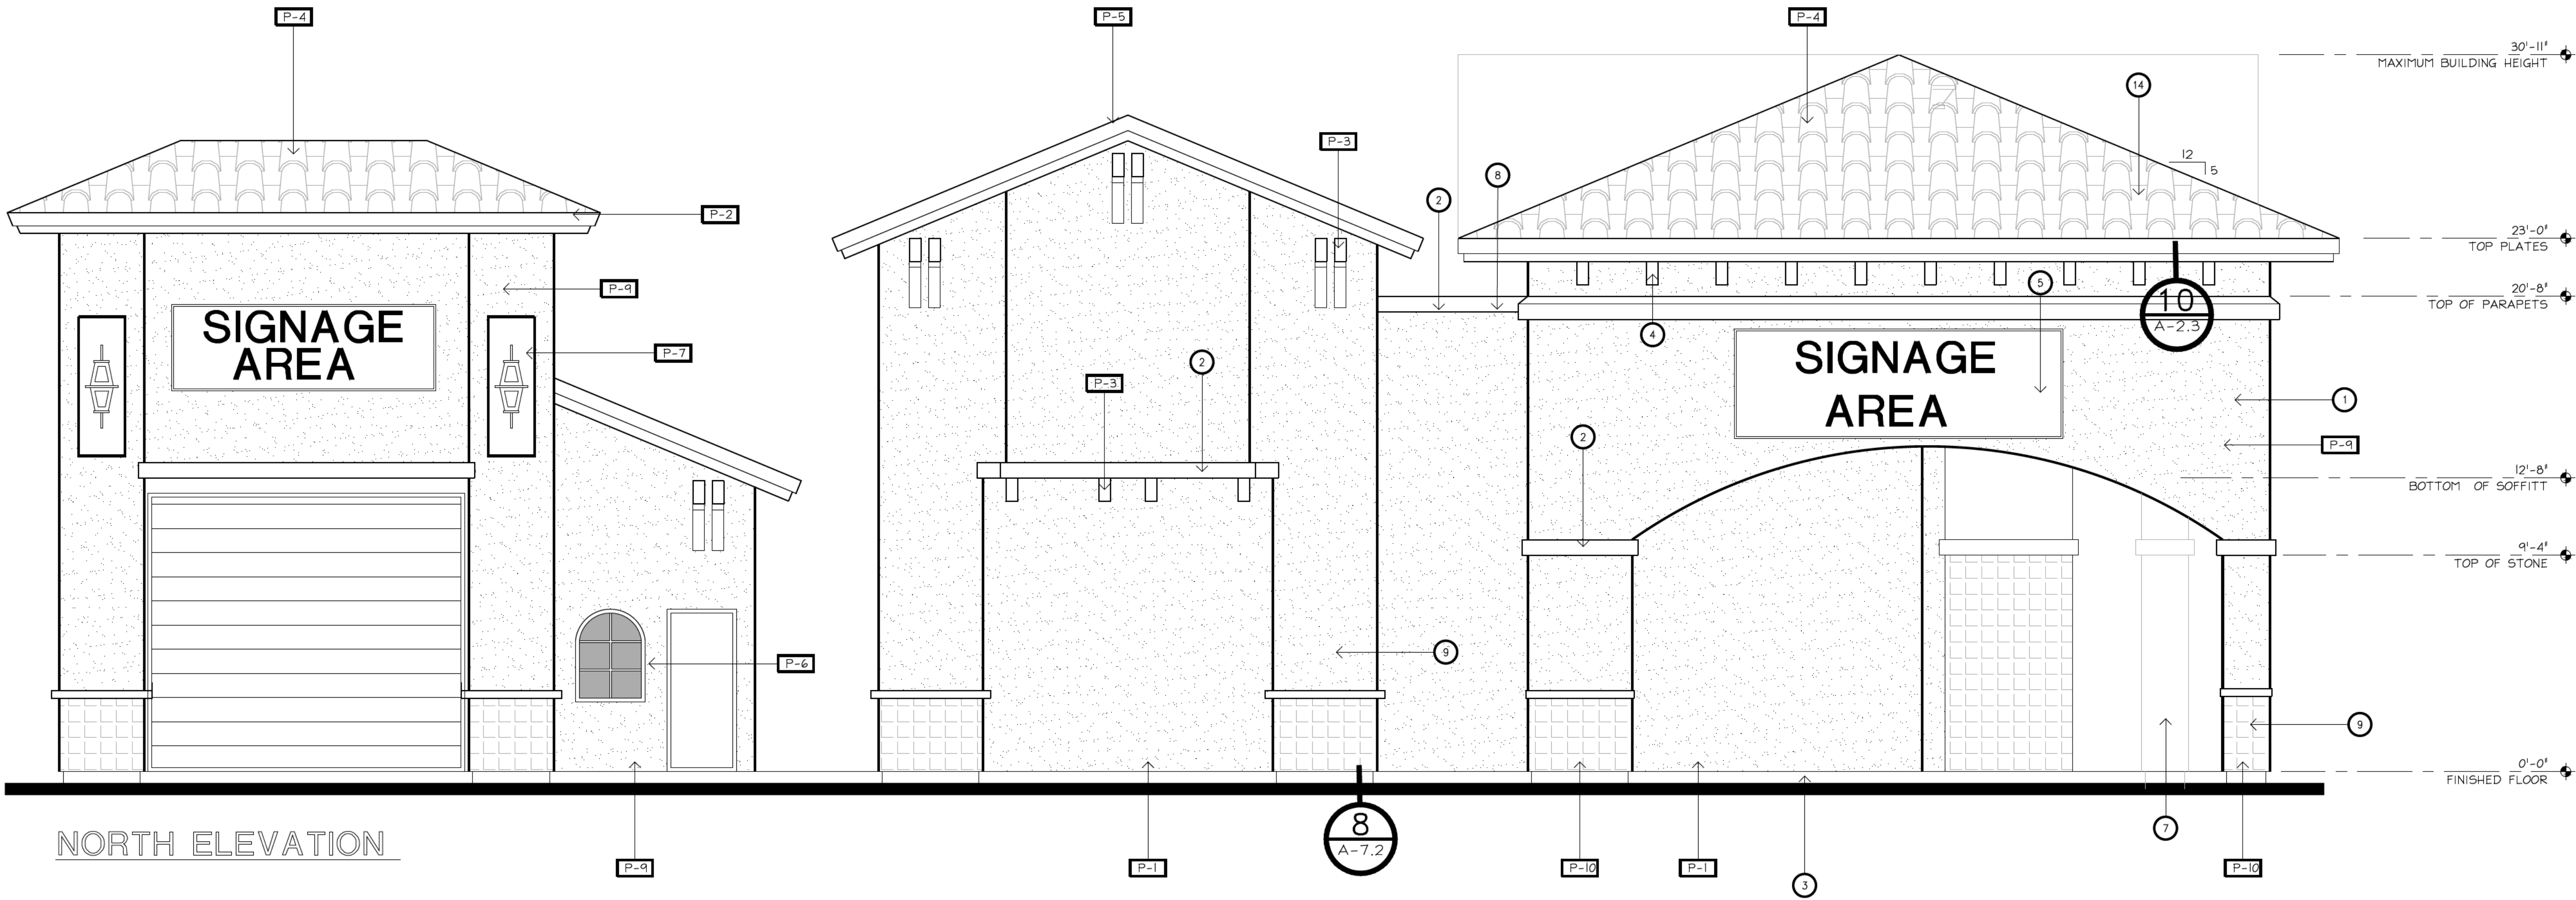 P-4
P-5
P-4
30'-11"
MAXIMUM BUILDING HEIGHT
14
P-3
12
5
8
2
P-2
23'-0"
TOP PLATES
P-9
5
4
10
A-2.3
20'-8"
TOP OF PARAPETS
SIGNAGE
AREA
P-7
2
P-3
SIGNAGE
AREA
1
2
P-9
12'-8"
BOTTOM OF SOFFITT
9'-4"
TOP OF STONE
P-6
9
9
0'-0"
FINISHED FLOOR
NORTH ELEVATION
8
A-7.2
7
P-9
P-1
P-10
P-1
P-10
3